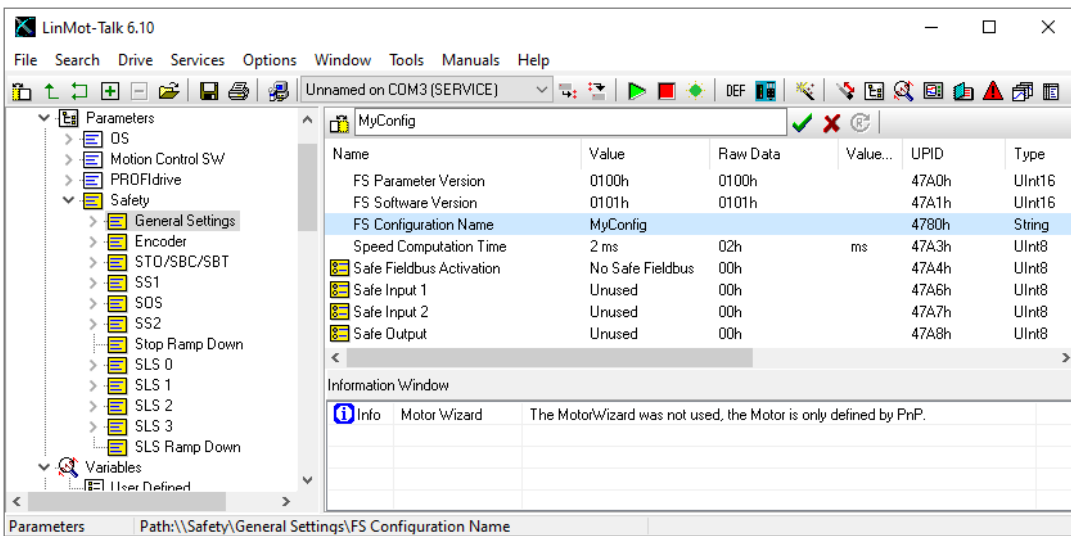 LinMot-Talk 6.10
File Search Drive Services Options Window Tools Manuals Help
Unnamed on COM3 (SERVICE) DEF
Parameters
OS
Motion Control SW
PROFIdrive
Safety
General Settings
Encoder
STO/SBC/SBT
SS1
SOS
SS2
Stop Ramp Down
SLS 0
SLS 1
SLS 2
SLS 3
SLS Ramp Down
Variables
User Defined
MyConfig
Name Value Raw Data Value... UPID Type
FS Parameter Version 0100h 0100h 47A0h UInt16
FS Software Version 0101h 0101h 47A1h UInt16
FS Configuration Name MyConfig 4780h String
Speed Computation Time 2 ms 02h ms 47A3h UInt8
Safe Fieldbus Activation No Safe Fieldbus 00h 47A4h UInt8
Safe Input 1 Unused 00h 47A6h UInt8
Safe Input 2 Unused 00h 47A7h UInt8
Safe Output Unused 00h 47A8h UInt8
Information Window
Info Motor Wizard The MotorWizard was not used, the Motor is only defined by PnP.
Parameters Path:\\Safety\General Settings\FS Configuration Name